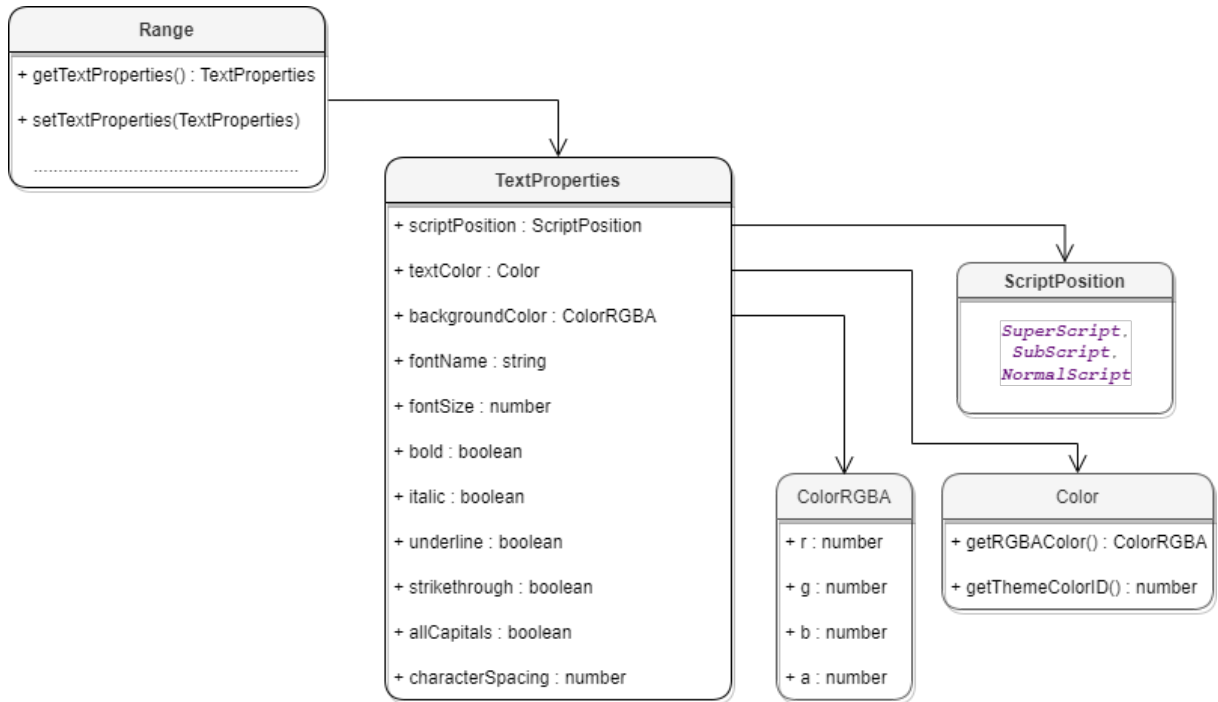 Range
+ getTextProperties() : TextProperties
+ setTextProperties(TextProperties)
TextProperties
+ scriptPosition : ScriptPosition
+ textColor : Color
+ backgroundColor : ColorRGBA
+ fontName : string
+ fontSize : number
+ bold : boolean
+ italic : boolean
+ underline : boolean
+ strikethrough : boolean
+ allCapitals : boolean
+ characterSpacing : number
ScriptPosition
SuperScript,
SubScript,
NormalScript
ColorRGBA
+ r : number
+ g : number
+ b : number
+ a : number
Color
+ getRGBAColor() : ColorRGBA
+ getThemeColorID() : number